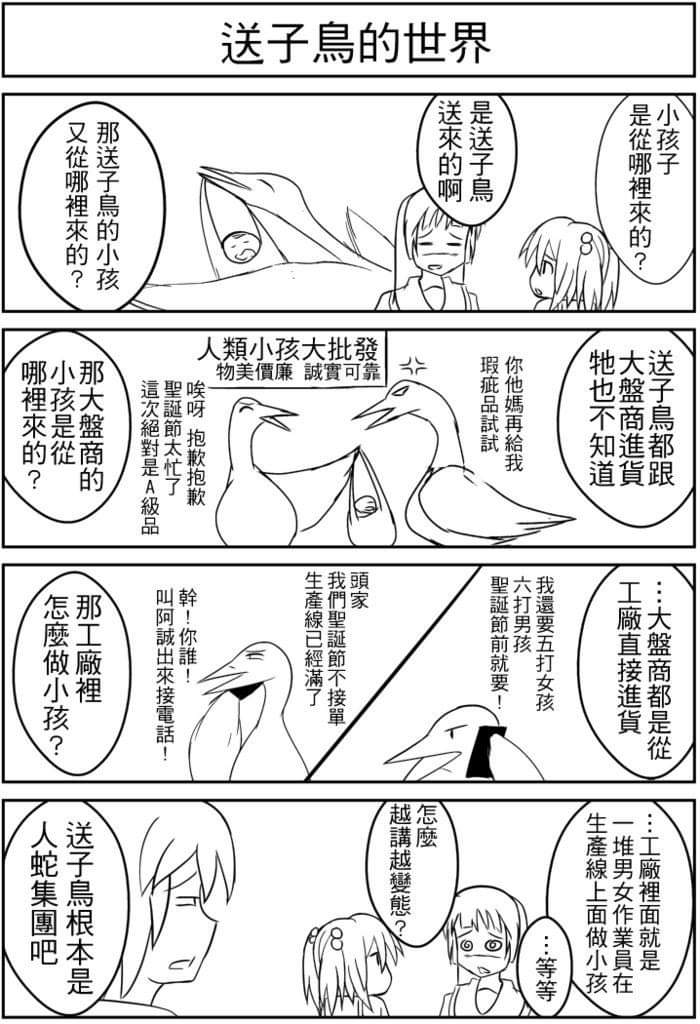 送子鳥的世界
小孩子
是從哪裡來的？
是送子鳥
送來的啊
那送子鳥的小孩
又從哪裡來的？
送子鳥都跟
大盤商進貨
牠也不知道
你他媽再給我
瑕疵品試試
人類小孩大批發
物美價廉 誠實可靠
唉呀 抱歉抱歉
聖誕節太忙了
這次絕對是A級品
那大盤商的
小孩是從
哪裡來的？
…大盤商都是從
工廠直接進貨
我還要五打女孩
六打男孩
聖誕節前就要！
頭家
我們聖誕節不接單
生產線已經滿了
幹！你誰！
叫阿誠出來接電話！
那工廠裡
怎麼做小孩？
…工廠裡面就是
一堆男女作業員在
生產線上面做小孩
…等等
怎麼
越講越變態？
送子鳥根本是
人蛇集團吧